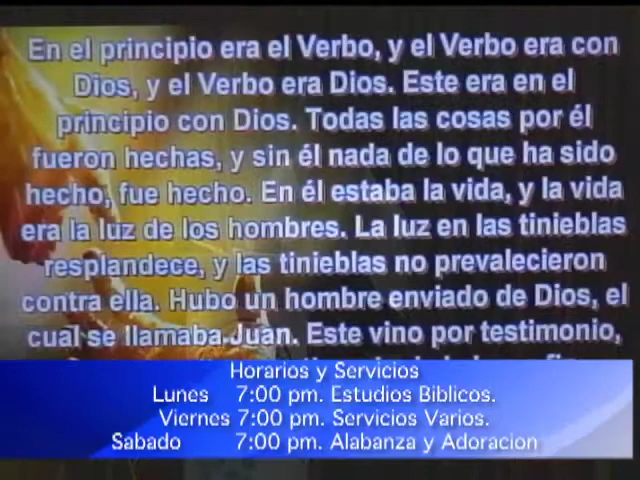 En el principio era el Verbo, y el Verbo era con
Dios, y el Verbo era Dios. Este era en el
principio con Dios. Todas las cosas por él
fueron hechas, y sin él nada de lo que ha sido
hecho, fue hecho. En él estaba la vida, y la vida
era la luz de los hombres. La luz en las tinieblas
resplandece, y las tinieblas no prevalecieron
contra ella. Hubo un hombre enviado de Dios, el
cual se llamaba Juan. Este vino por testimonio,
Horarios y Servicios
Lunes 7:00 pm. Estudios Biblicos.
Viernes 7:00 pm. Servicios Varios.
Sabado 7:00 pm. Alabanza y Adoracion